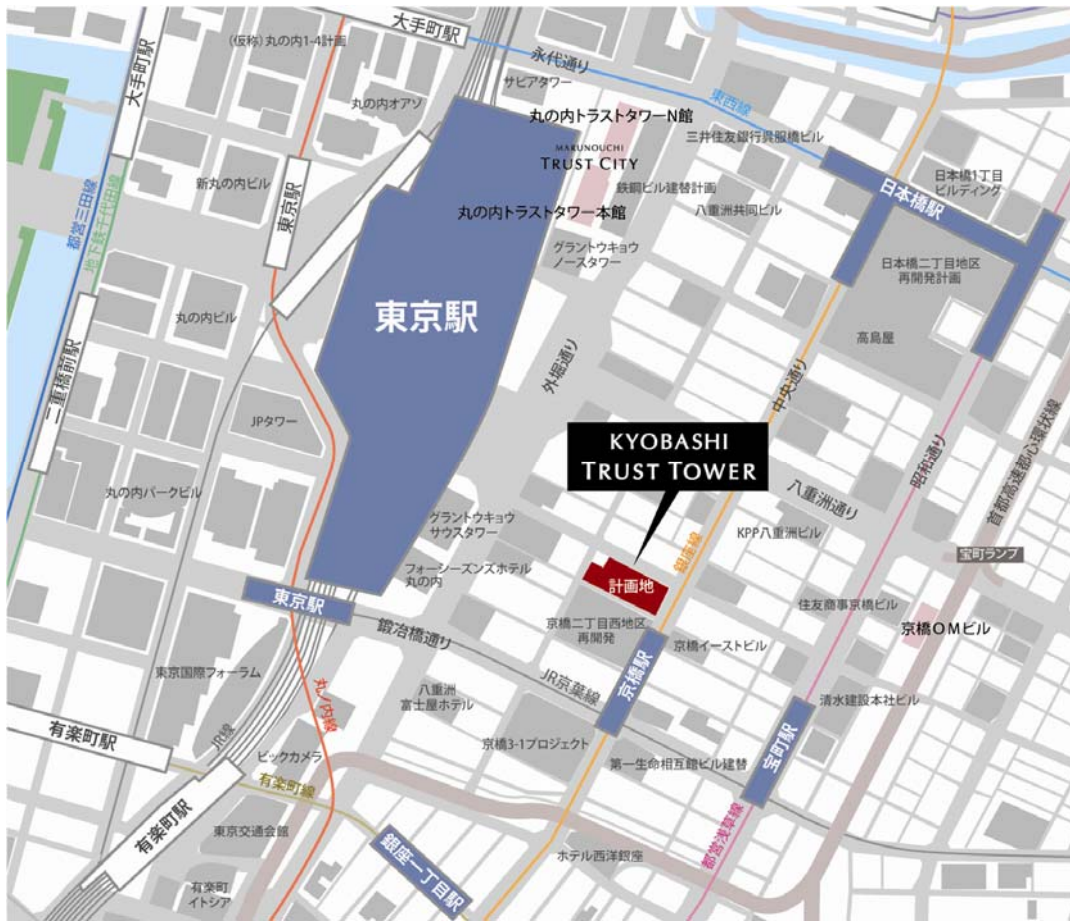 大手町駅
永代通り
(仮称)丸の内1-4計画
サピアタワー
大手町駅
丸の内オアゾ
丸の内トラストタワーN館
東西線
三井住友銀行呉服橋ビル
MARUNOUCHI
TRUST CITY
新丸の内ビル
鉄鋼ビル建替計画
日本橋1丁目
ビルディング
日本橋駅
東京駅
丸の内トラストタワー本館
八重洲共同ビル
都営三田線
地下鉄千代田線
グラントウキョウ
ノースタワー
日本橋二丁目地区
再開発計画
丸の内ビル
東京駅
高島屋
二重橋前駅
外堀通り
中央通り
JPタワー
KYOBASHI
TRUST TOWER
昭和通り
首都高速都心環状線
丸の内パークビル
八重洲通り
グラントウキョウ
サウスタワー
銀座線
KPP八重洲ビル
宝町ランプ
フォーシーズンズホテル
丸の内
計画地
東京駅
住友商事京橋ビル
京橋OMビル
鍛冶橋通り
京橋二丁目西地区
再開発
京橋イーストビル
東京国際フォーラム
京橋駅
JR京葉線
丸ノ内線
八重洲
富士屋ホテル
清水建設本社ビル
有楽町駅
JR線
宝町駅
ビックカメラ
京橋3-1プロジェクト
第一生命相互館ビル建替
有楽町線
有楽町駅
東京交通会館
都営浅草線
銀座一丁目駅
ホテル西洋銀座
有楽町
イトシア